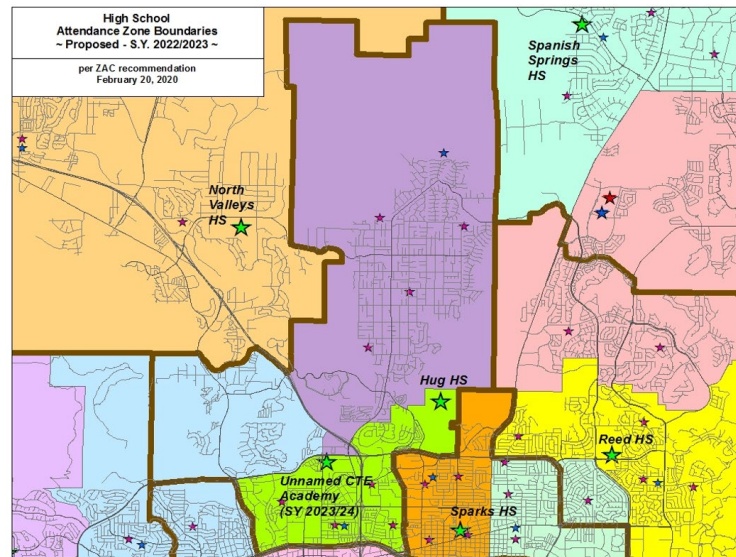 High School
Attendance Zone Boundaries
~ Proposed - S.Y. 2022/2023 ~
per ZAC recommendation
February 20, 2020
Spanish
Springs
HS
North
Valleys
HS
Hug HS
Reed HS
Unnamed CTE
Academy
(SY 2023/24)
Sparks HS